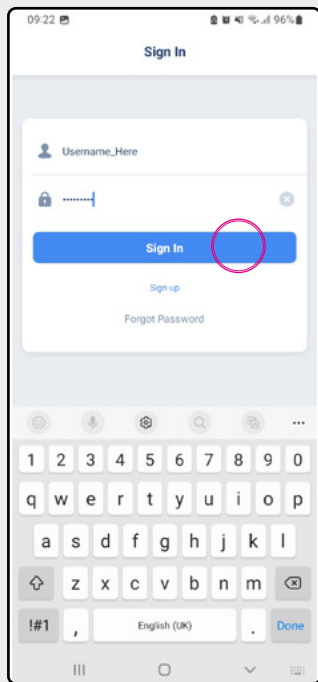 09:22 96%
Sign In
Username_Here
•••••••••
Sign In
Sign up
Forgot Password
1 2 3 4 5 6 7 8 9 0
q w e r t y u i o p
a s d f g h j k l
z x c v b n m
!#1 , English (UK) . Done